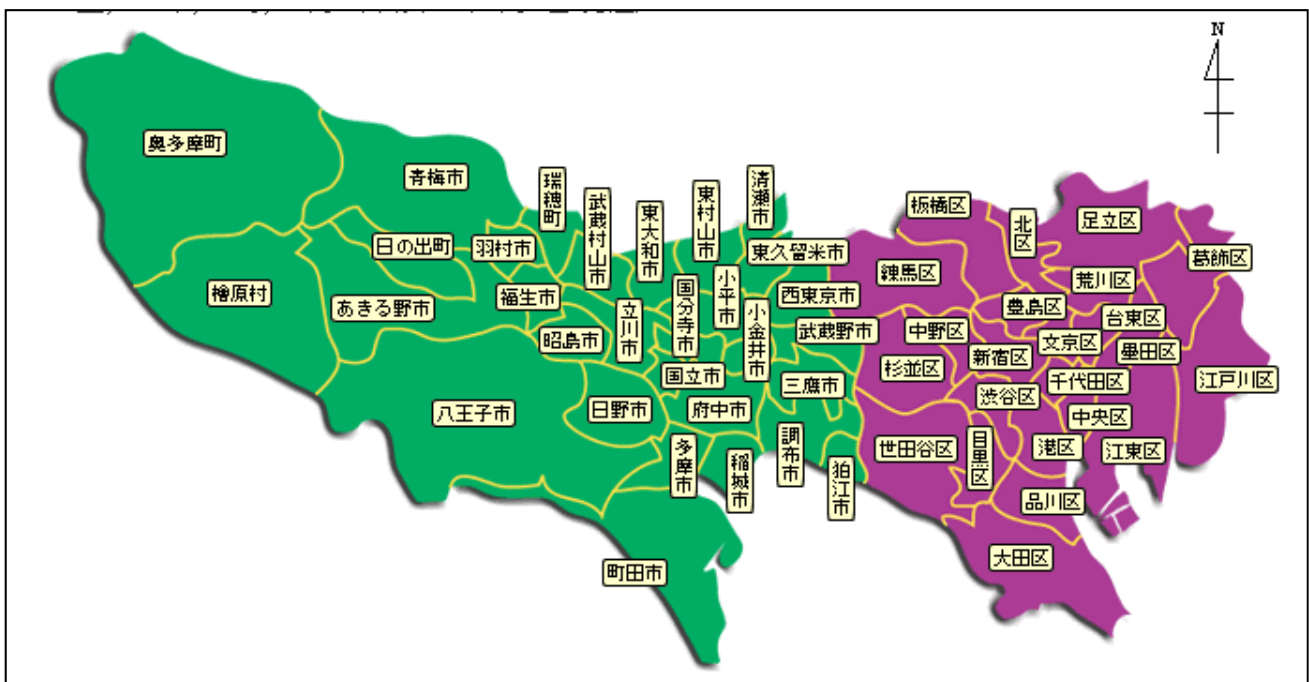 N
奥多摩町
青梅市
瑞穂町
武蔵村山市
東大和市
東村山市
清瀬市
板橋区
北区
足立区
日の出町
羽村市
東久留米市
練馬区
荒川区
葛飾区
檜原村
あきる野市
福生市
立川市
国分寺市
小平市
小金井市
西東京市
豊島区
台東区
昭島市
武蔵野市
中野区
新宿区
文京区
墨田区
国立市
三鷹市
杉並区
渋谷区
千代田区
江戸川区
八王子市
日野市
府中市
中央区
多摩市
稲城市
調布市
狛江市
世田谷区
目黒区
港区
江東区
品川区
町田市
大田区